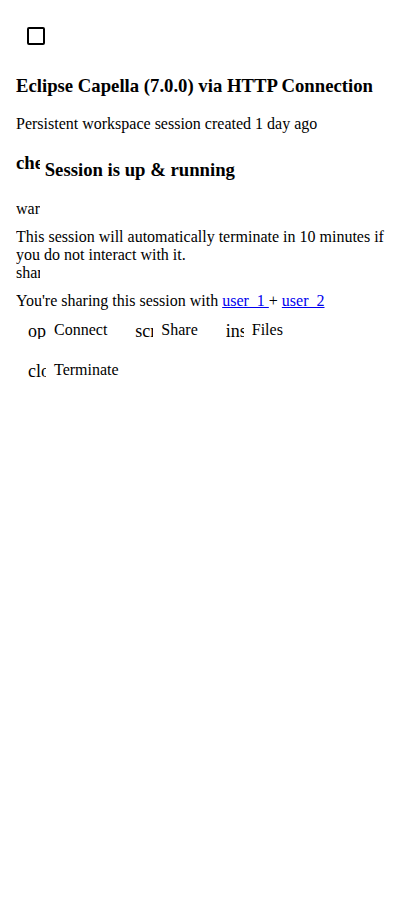 Eclipse Capella (7.0.0) via HTTP Connection
Persistent workspace session created 1 day ago
che Session is up & running
war
This session will automatically terminate in 10 minutes if
you do not interact with it.
shar
You're sharing this session with user_1 + user_2
op Connect scr Share ins Files
clo Terminate